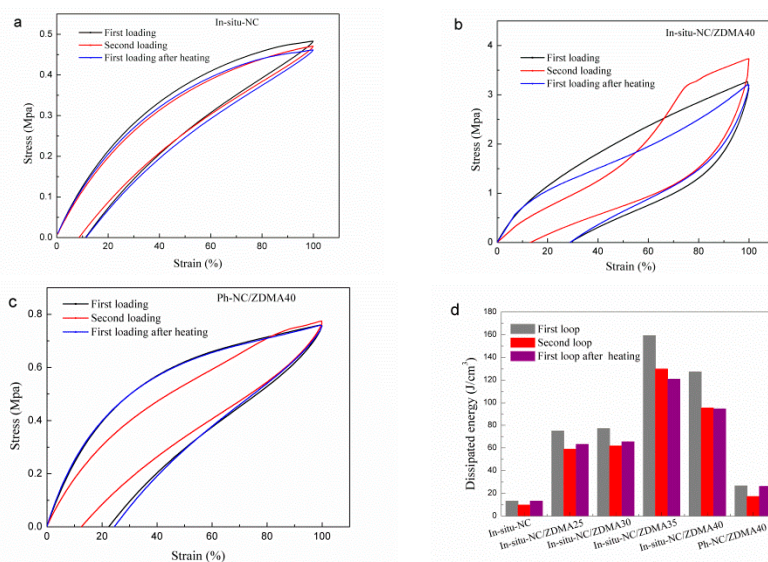 a
In-situ-NC
First loading
Second loading
First loading after heating
0.5
0.4
0.3
0.2
0.1
0.0
Stress (Mpa)
0 20 40 60 80 100
Strain (%)
b
In-situ-NC/ZDMA40
First loading
Second loading
First loading after heating
4
3
2
1
0
Stress (Mpa)
0 20 40 60 80 100
Strain (%)
c
Ph-NC/ZDMA40
First loading
Second loading
First loading after heating
0.8
0.6
0.4
0.2
0.0
Stress (Mpa)
0 20 40 60 80 100
Strain (%)
d
First loop
Second loop
First loop after heating
180
160
140
120
100
80
60
40
20
0
Dissipated energy (J/cm³)
In-situ-NC
In-situ-NC/ZDMA25
In-situ-NC/ZDMA30
In-situ-NC/ZDMA35
In-situ-NC/ZDMA40
Ph-NC/ZDMA40